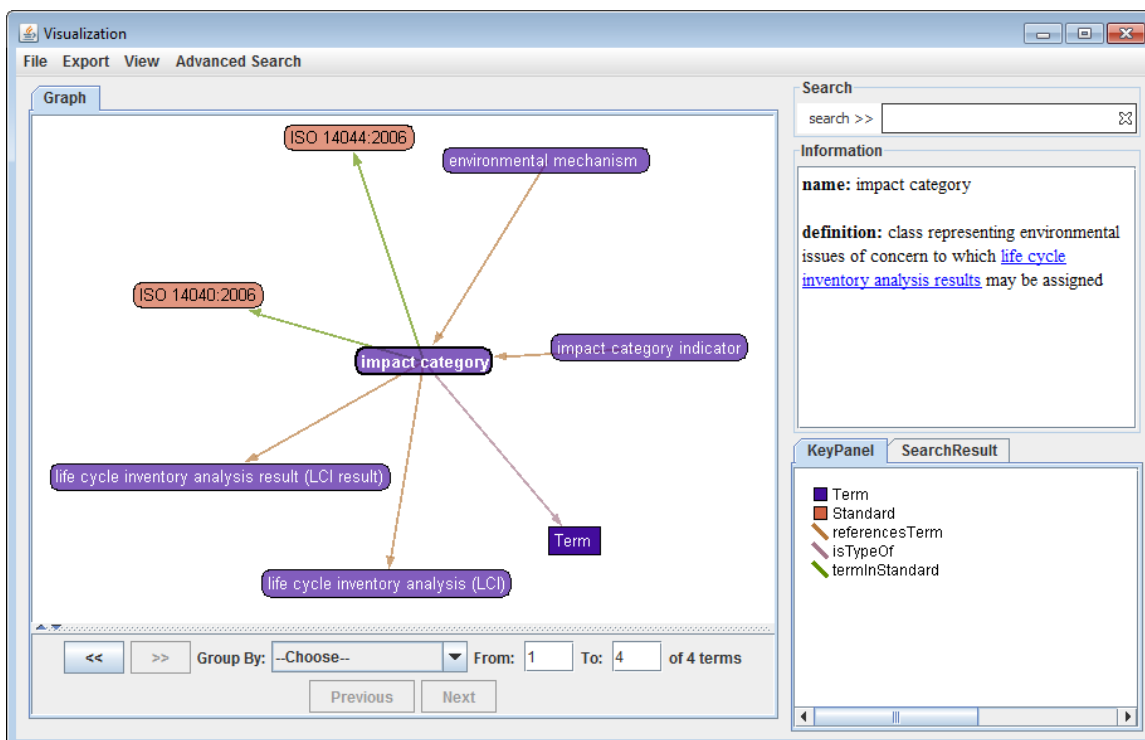 Visualization
File Export View Advanced Search
Graph
ISO 14044:2006
environmental mechanism
ISO 14040:2006
impact category indicator
impact category
life cycle inventory analysis result (LCI result)
Term
life cycle inventory analysis (LCI)
<< >> Group By: --Choose-- From: 1 To: 4 of 4 terms
Previous Next
Search
search >>
Information
name: impact category
definition: class representing environmental
issues of concern to which life cycle
inventory analysis results may be assigned
KeyPanel SearchResult
Term
Standard
referencesTerm
isTypeOf
termInStandard